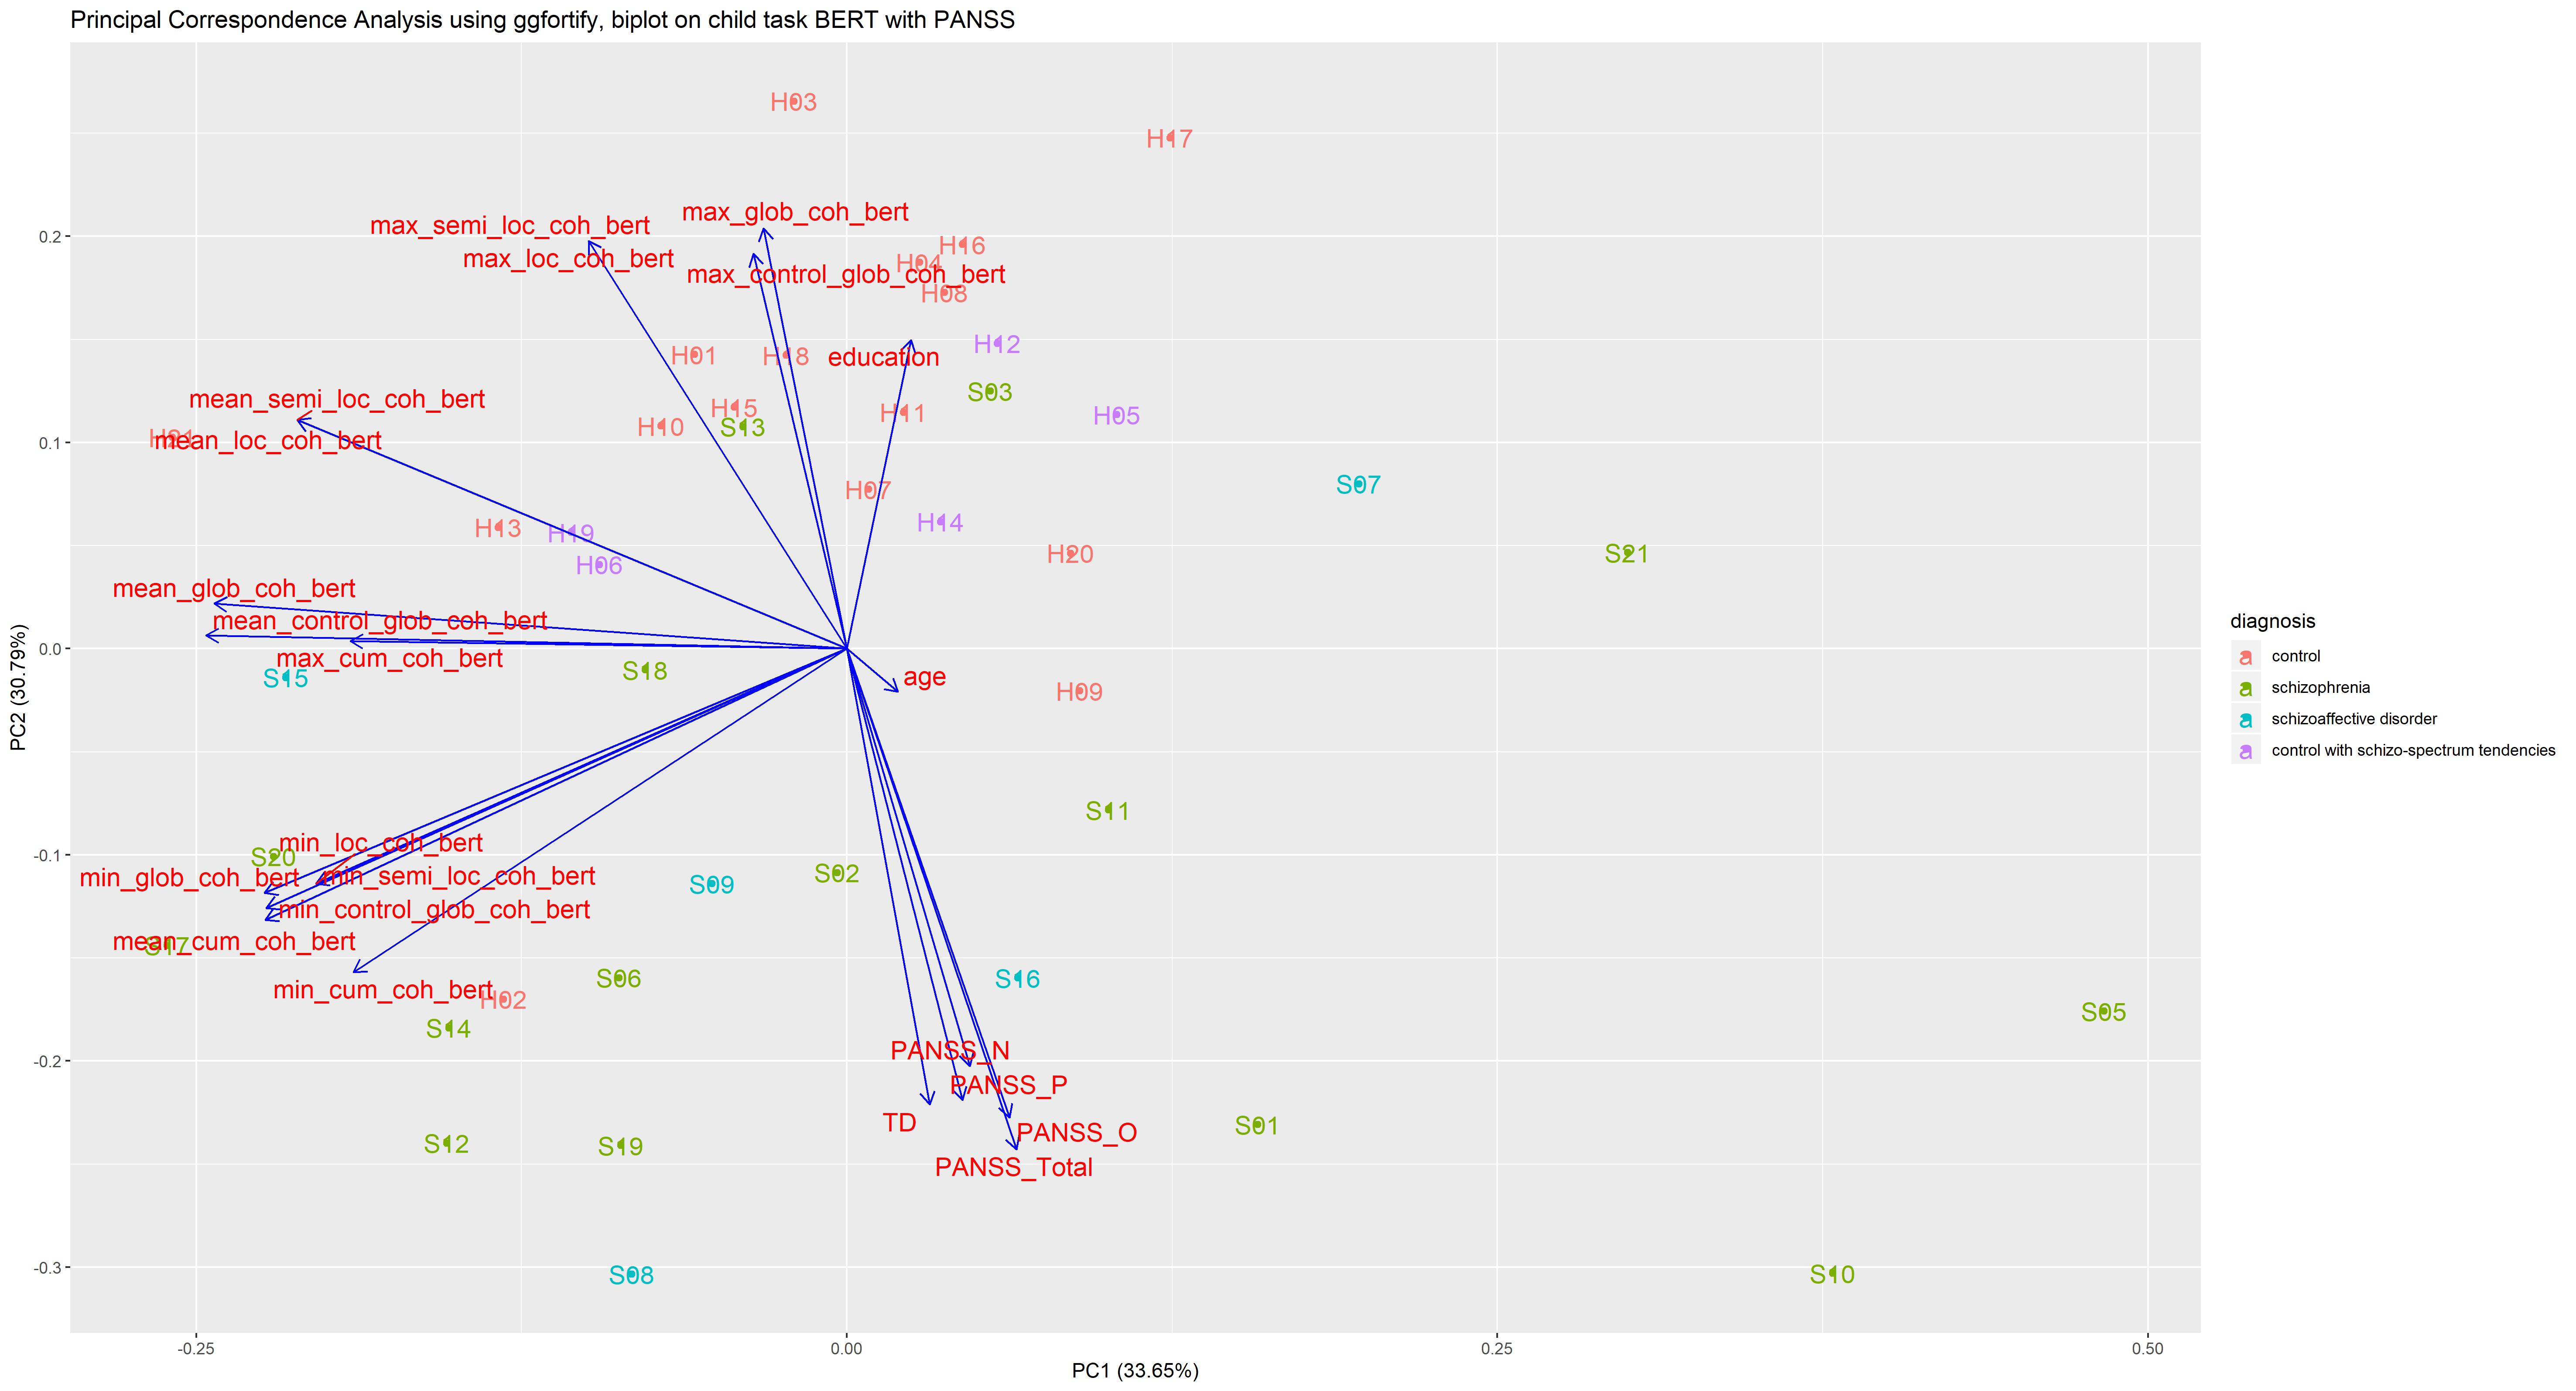 Principal Correspondence Analysis using ggfortify, biplot on child task BERT with PANSS
H03
H17
max_glob_coh_bert
max_semi_loc_coh_bert
H16
max_loc_coh_bert
H04
max_control_glob_coh_bert
H08
H12
H01
H18
education
S03
mean_semi_loc_coh_bert
H15
H11
H05
H10
S13
H21
mean_loc_coh_bert
S07
H07
H14
H13
H19
H20
S21
H06
mean_glob_coh_bert
mean_control_glob_coh_bert
max_cum_coh_bert
S18
S15
age
H09
S11
min_loc_coh_bert
S20
S02
min_glob_coh_bert
min_semi_loc_coh_bert
S09
min_control_glob_coh_bert
mean_cum_coh_bert
S17
S06
S16
min_cum_coh_bert
H02
S05
S14
PANSS_N
PANSS_P
TD
S01
PANSS_O
S12
S19
PANSS_Total
S08
S10
0.2
0.1
0.0
-0.1
-0.2
-0.3
PC2 (30.79%)
-0.25
0.00
0.25
0.50
PC1 (33.65%)
diagnosis
a control
a schizophrenia
a schizoaffective disorder
a control with schizo-spectrum tendencies